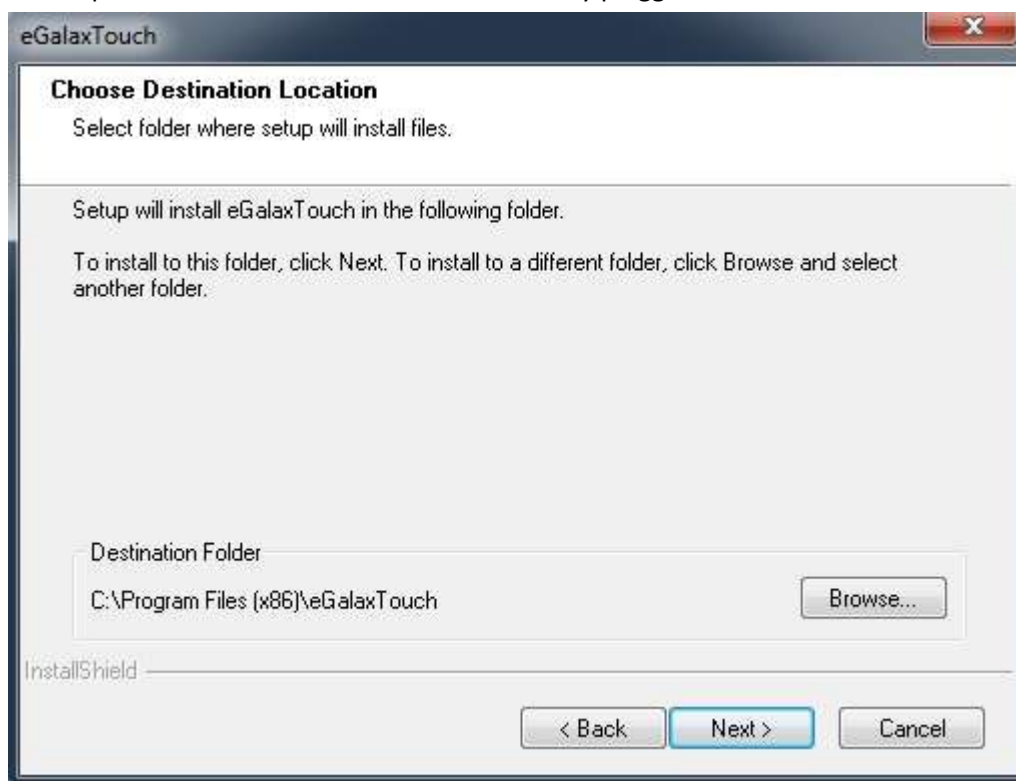 eGalaxTouch
Choose Destination Location
Select folder where setup will install files.
Setup will install eGalaxTouch in the following folder.
To install to this folder, click Next. To install to a different folder, click Browse and select
another folder.
Destination Folder
C:\Program Files (x86)\eGalaxTouch
Browse...
InstallShield
< Back
Next >
Cancel